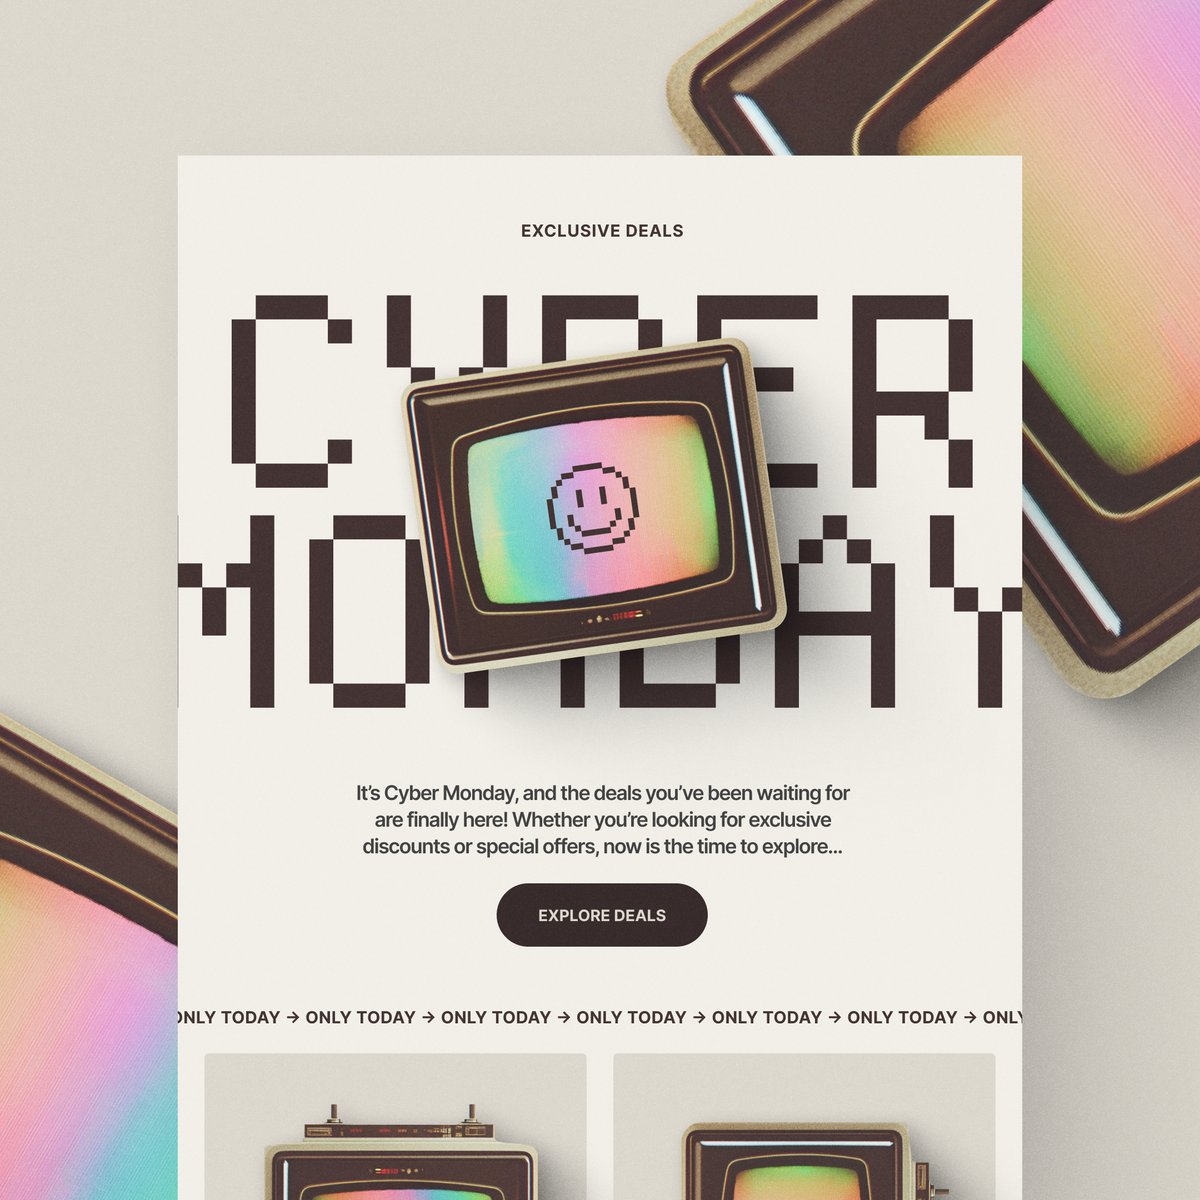 EXCLUSIVE DEALS
CYBER
MONDAY
It’s Cyber Monday, and the deals you’ve been waiting for
are finally here! Whether you’re looking for exclusive
discounts or special offers, now is the time to explore...
EXPLORE DEALS
ONLY TODAY → ONLY TODAY → ONLY TODAY → ONLY TODAY → ONLY TODAY → ONLY TODAY → ONLY